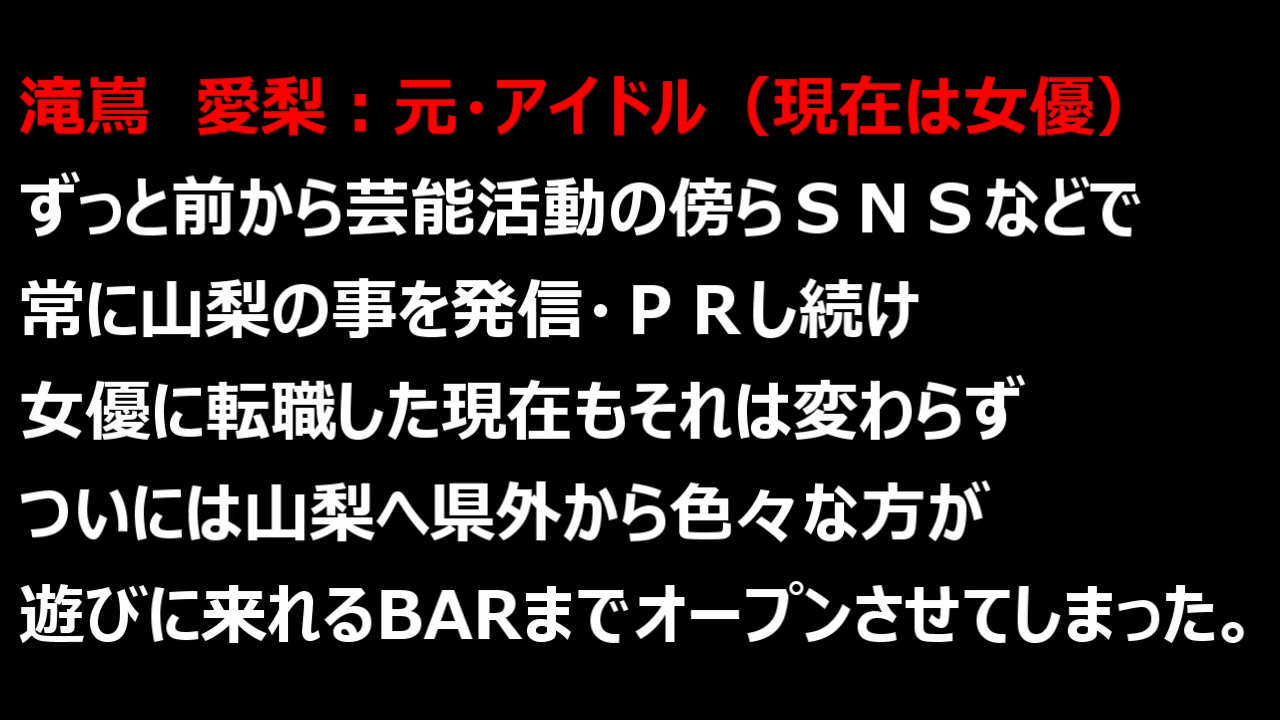 滝嶌　愛梨：元・アイドル（現在は女優）
ずっと前から芸能活動の傍らＳＮＳなどで
常に山梨の事を発信・ＰＲし続け
女優に転職した現在もそれは変わらず
ついには山梨へ県外から色々な方が
遊びに来れるBARまでオープンさせてしまった。